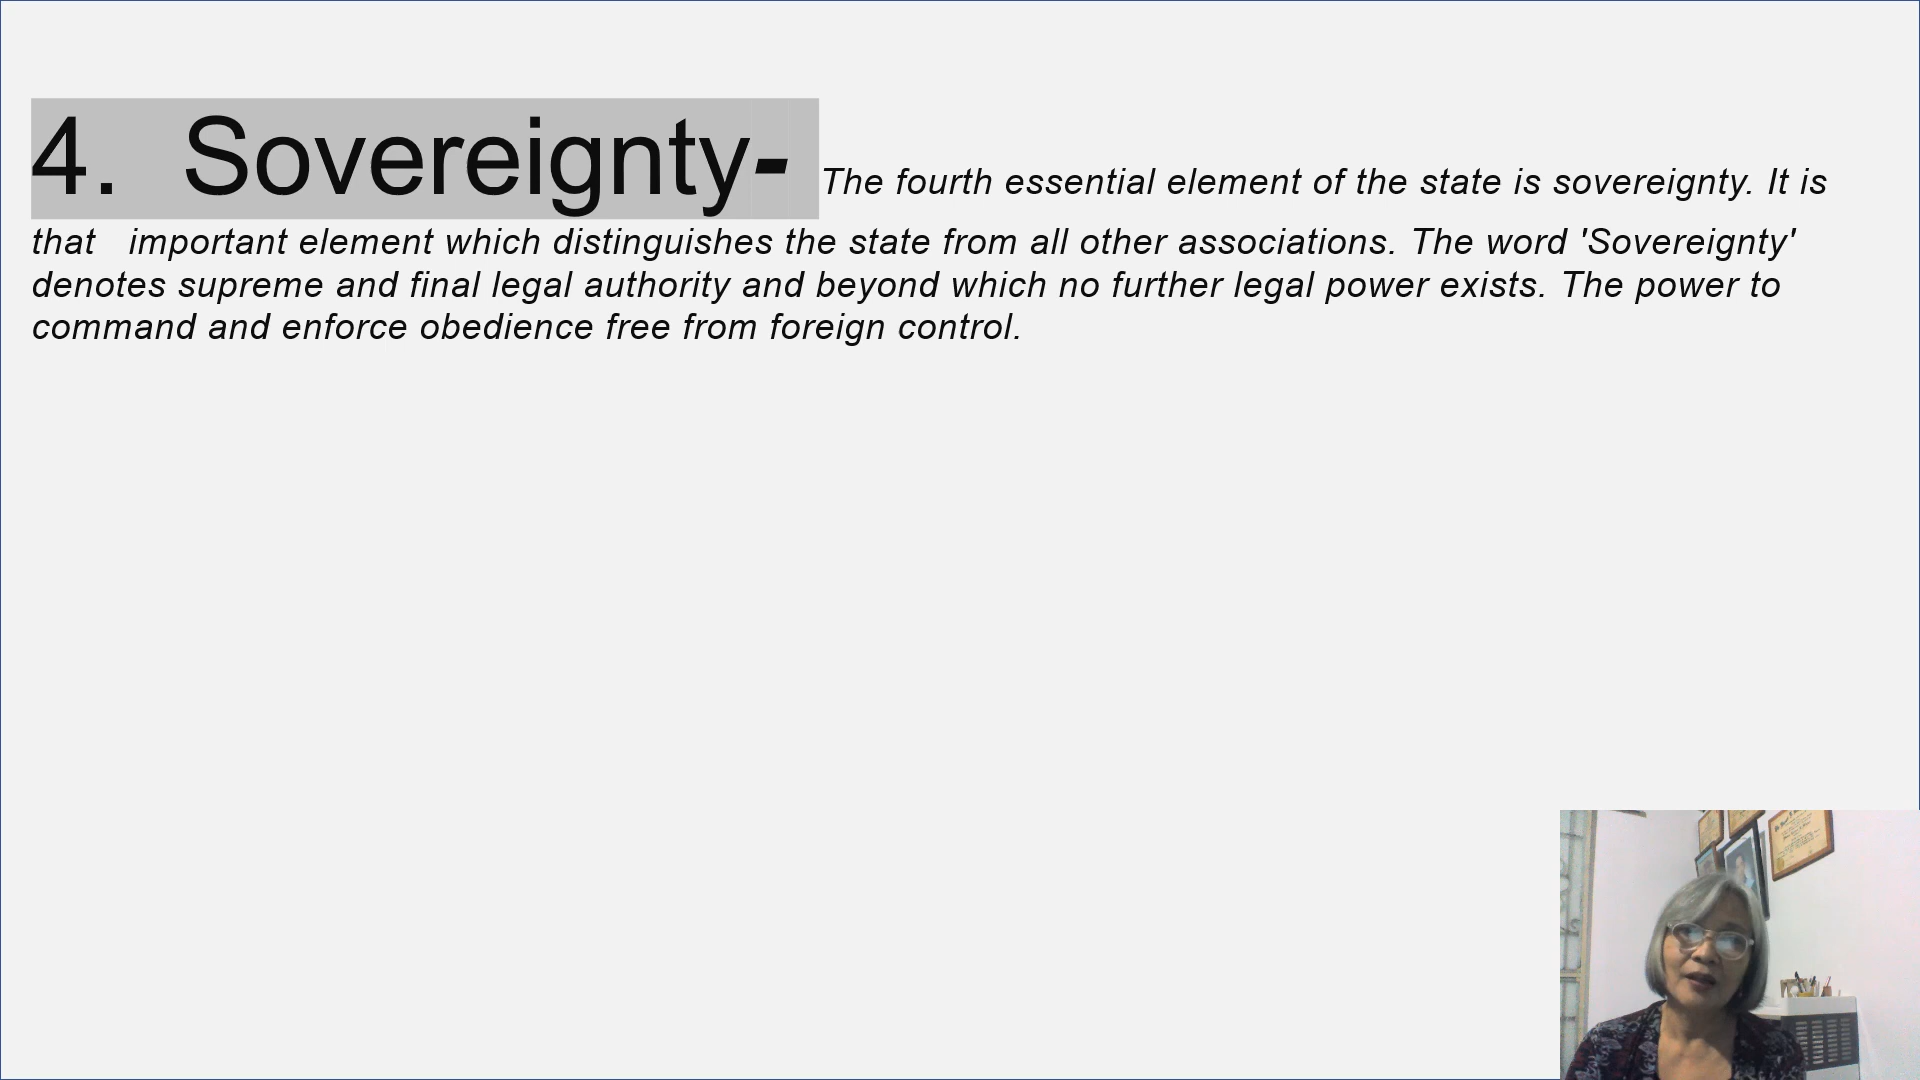 4. Sovereignty- The fourth essential element of the state is sovereignty. It is
that important element which distinguishes the state from all other associations. The word 'Sovereignty'
denotes supreme and final legal authority and beyond which no further legal power exists. The power to
command and enforce obedience free from foreign control.